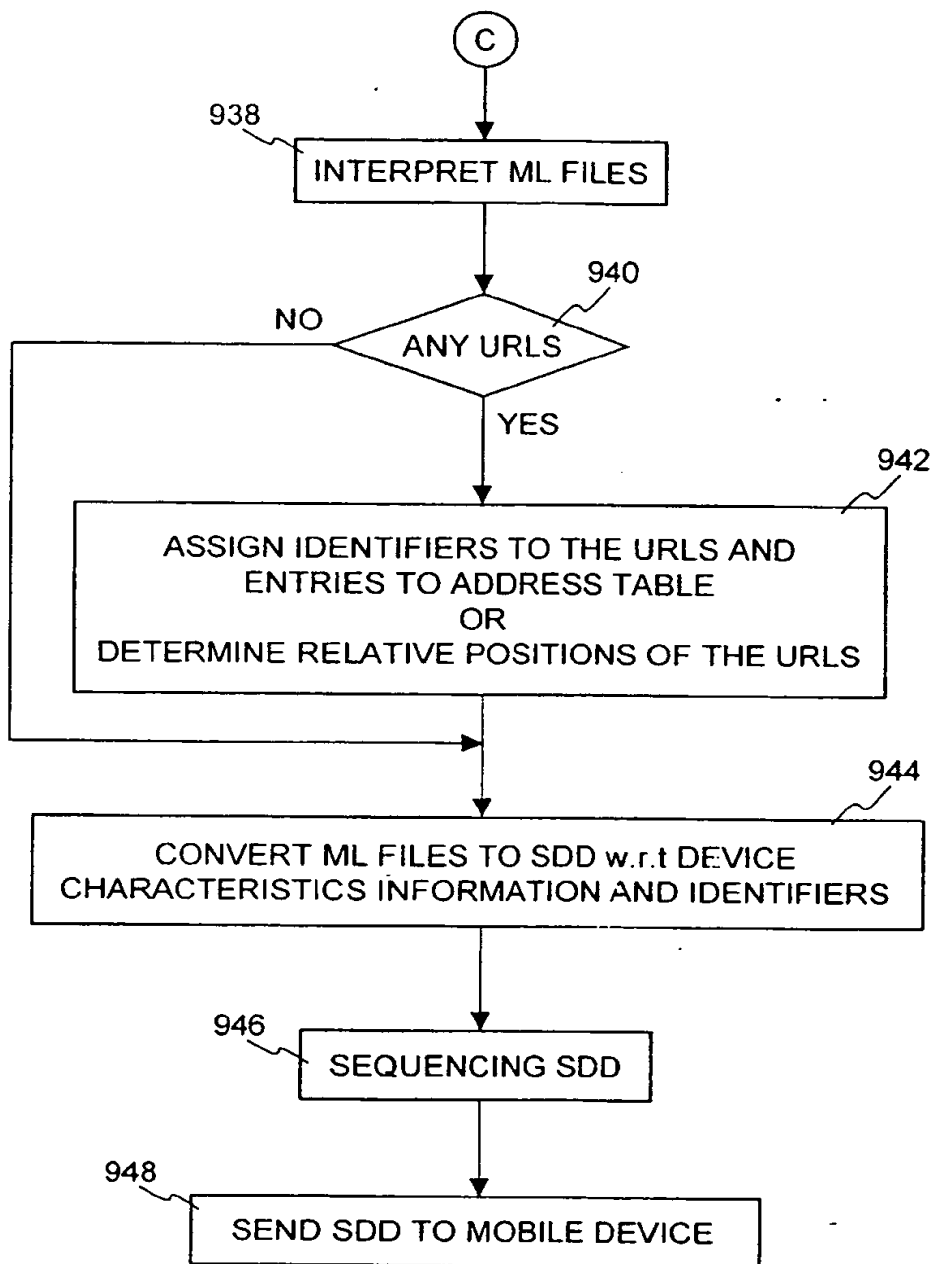 C
938
INTERPRET ML FILES
940
NO
ANY URLS
YES
942
ASSIGN IDENTIFIERS TO THE URLS AND
ENTRIES TO ADDRESS TABLE
OR
DETERMINE RELATIVE POSITIONS OF THE URLS
944
CONVERT ML FILES TO SDD w.r.t DEVICE
CHARACTERISTICS INFORMATION AND IDENTIFIERS
946
SEQUENCING SDD
948
SEND SDD TO MOBILE DEVICE